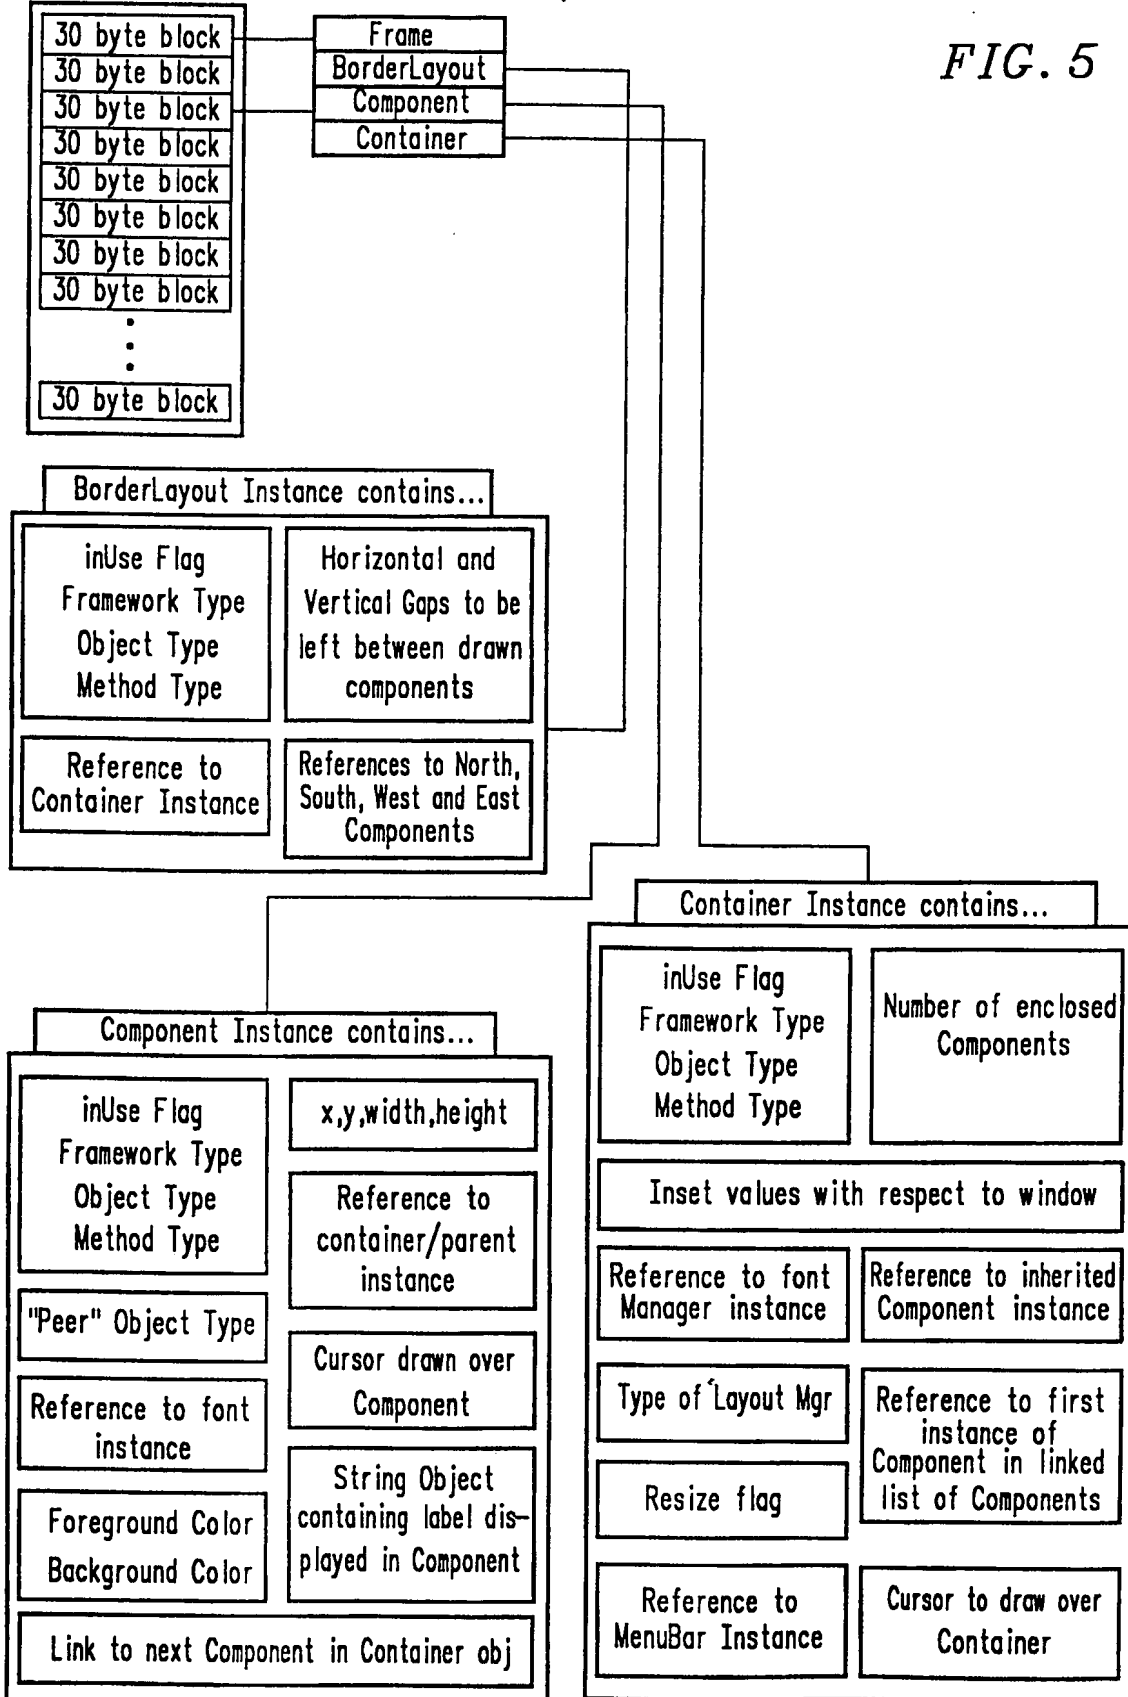 FIG. 5
30 byte block
30 byte block
30 byte block
30 byte block
30 byte block
30 byte block
30 byte block
30 byte block
30 byte block
Frame
BorderLayout
Component
Container
BorderLayout Instance contains...
inUse Flag
Framework Type
Object Type
Method Type
Horizontal and
Vertical Gaps to be
left between drawn
components
Reference to
Container Instance
References to North,
South, West and East
Components
Component Instance contains...
inUse Flag
Framework Type
Object Type
Method Type
x,y,width,height
Reference to
container/parent
instance
"Peer" Object Type
Cursor drawn over
Component
Reference to font
instance
String Object
containing label dis-
played in Component
Foreground Color
Background Color
Link to next Component in Container obj
Container Instance contains...
inUse Flag
Framework Type
Object Type
Method Type
Number of enclosed
Components
Inset values with respect to window
Reference to font
Manager instance
Reference to inherited
Component instance
Type of Layout Mgr
Reference to first
instance of
Component in linked
list of Components
Resize flag
Reference to
MenuBar Instance
Cursor to draw over
Container